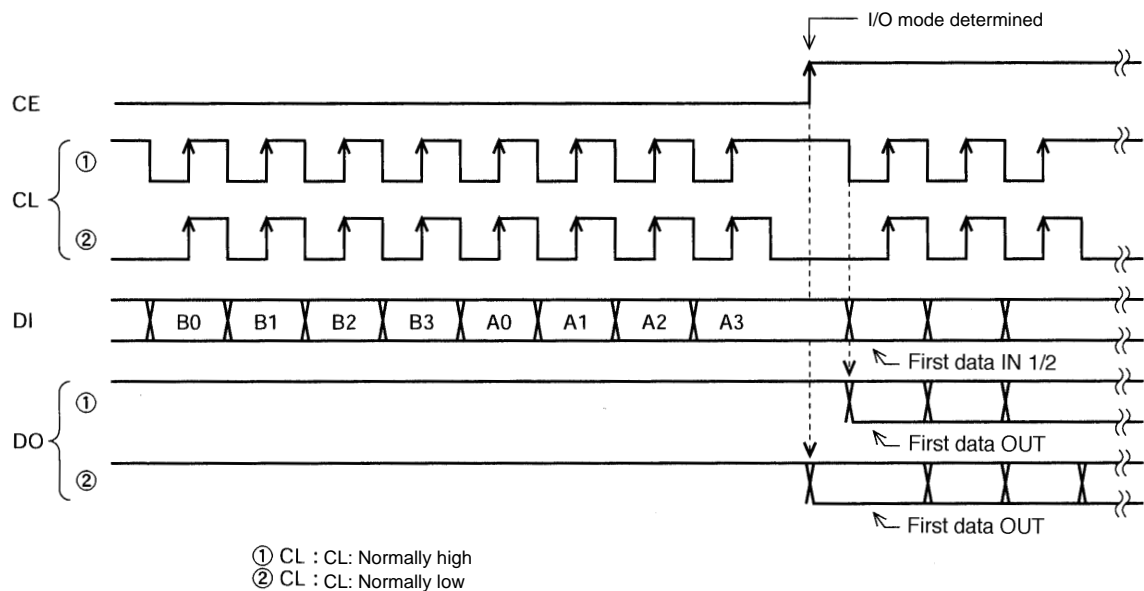 I/O mode determined
CE
CL
①
②
DI
B0 B1 B2 B3 A0 A1 A2 A3
First data IN 1/2
DO
①
First data OUT
②
First data OUT
① CL : CL: Normally high
② CL : CL: Normally low